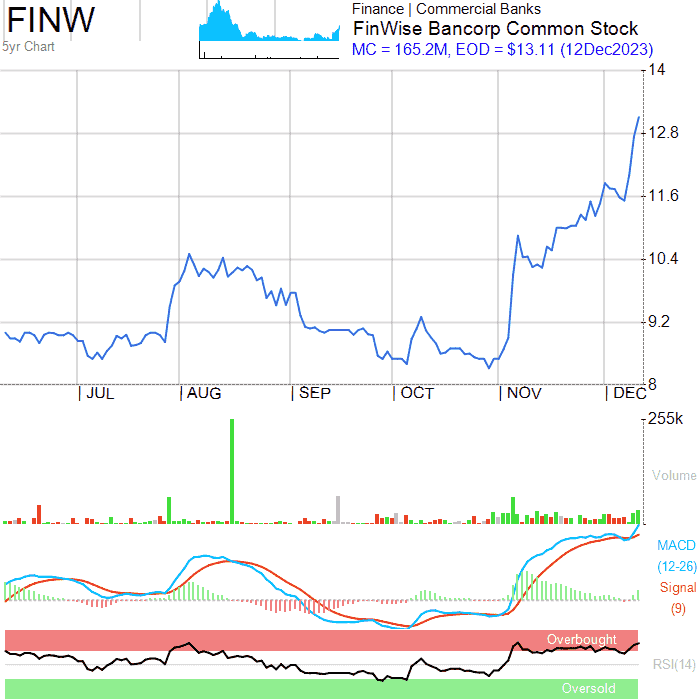 FINW
5yr Chart
Finance | Commercial Banks
FinWise Bancorp Common Stock
MC = 165.2M, EOD = $13.11 (12Dec2023)
14
12.8
11.6
10.4
9.2
8
JUL AUG SEP OCT NOV DEC
255k
Volume
MACD
(12-26)
Signal
(9)
Overbought
RSI(14)
Oversold